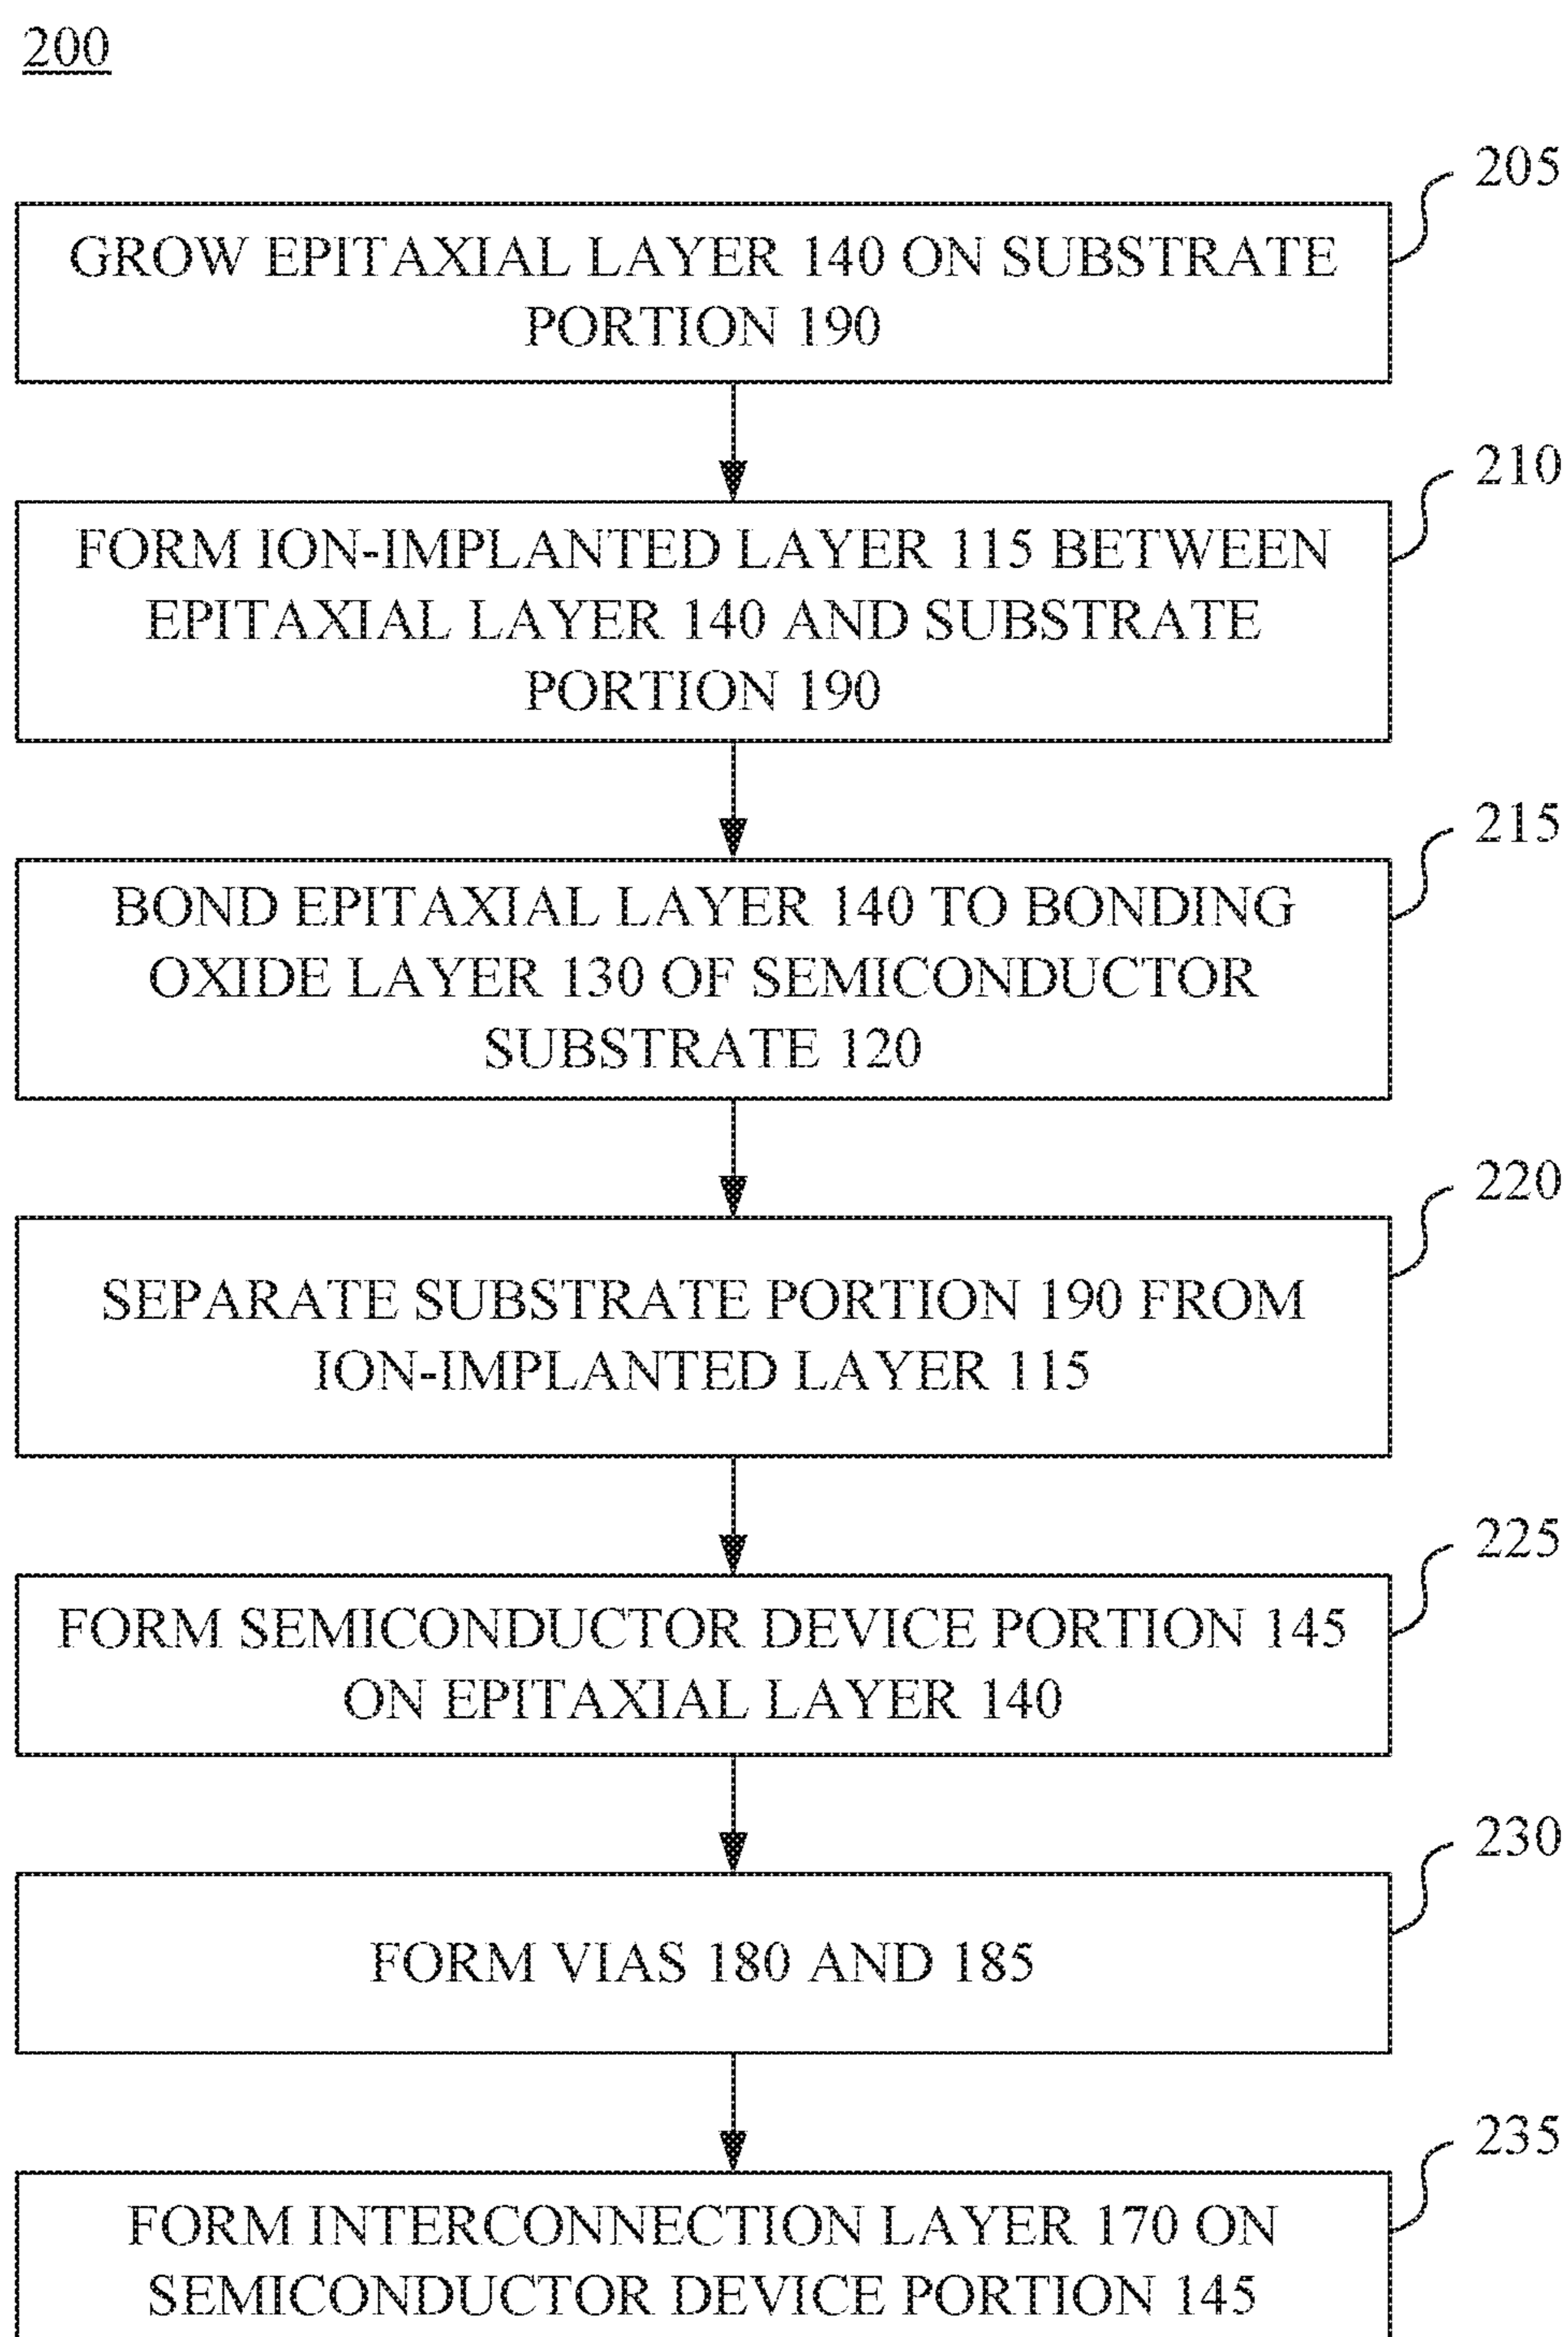 200
205
GROW EPITAXIAL LAYER 140 ON SUBSTRATE
PORTION 190
210
FORM ION-IMPLANTED LAYER 115 BETWEEN
EPITAXIAL LAYER 140 AND SUBSTRATE
PORTION 190
215
BOND EPITAXIAL LAYER 140 TO BONDING
OXIDE LAYER 130 OF SEMICONDUCTOR
SUBSTRATE 120
220
SEPARATE SUBSTRATE PORTION 190 FROM
ION-IMPLANTED LAYER 115
225
FORM SEMICONDUCTOR DEVICE PORTION 145
ON EPITAXIAL LAYER 140
230
FORM VIAS 180 AND 185
235
FORM INTERCONNECTION LAYER 170 ON
SEMICONDUCTOR DEVICE PORTION 145